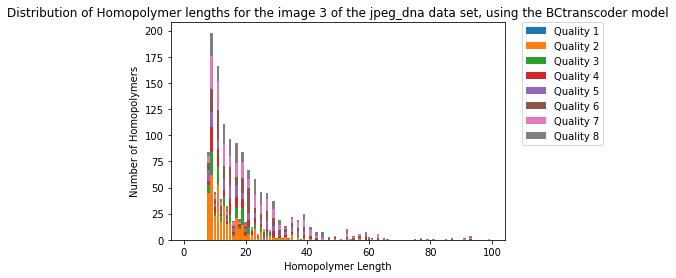 Distribution of Homopolymer lengths for the image 3 of the jpeg_dna data set, using the BCtranscoder model
200
175
150
125
100
75
50
25
0
Number of Homopolymers
0 20 40 60 80 100
Homopolymer Length
Quality 1
Quality 2
Quality 3
Quality 4
Quality 5
Quality 6
Quality 7
Quality 8